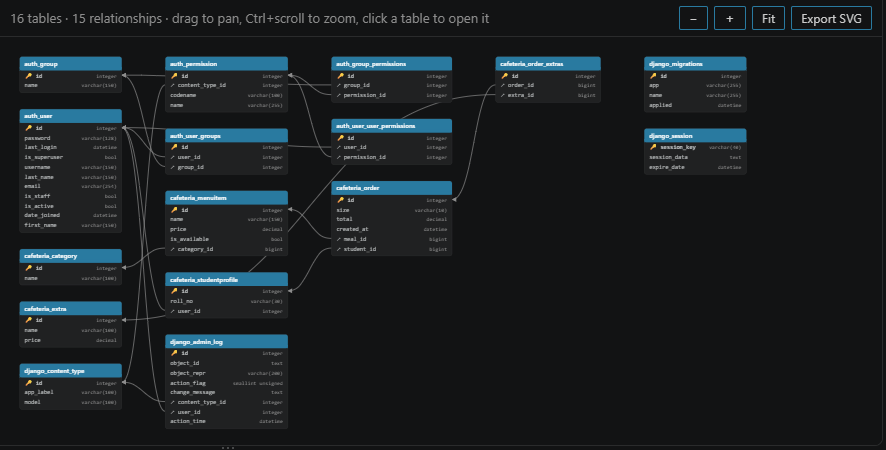 16 tables · 15 relationships · drag to pan, Ctrl+scroll to zoom, click a table to open it
−
+
Fit
Export SVG
auth_group
id integer
name varchar(150)
auth_user
id integer
password varchar(128)
last_login datetime
is_superuser bool
username varchar(150)
last_name varchar(150)
email varchar(254)
is_staff bool
is_active bool
date_joined datetime
first_name varchar(150)
cafeteria_category
id integer
name varchar(100)
cafeteria_extra
id integer
name varchar(100)
price decimal
django_content_type
id integer
app_label varchar(100)
model varchar(100)
auth_permission
id integer
content_type_id integer
codename varchar(100)
name varchar(255)
auth_user_groups
id integer
user_id integer
group_id integer
cafeteria_menuitem
id integer
name varchar(150)
price decimal
is_available bool
category_id bigint
cafeteria_studentprofile
id integer
roll_no varchar(30)
user_id integer
django_admin_log
id integer
object_id text
object_repr varchar(200)
action_flag smallint unsigned
change_message text
content_type_id integer
user_id integer
action_time datetime
auth_group_permissions
id integer
group_id integer
permission_id integer
auth_user_user_permissions
id integer
user_id integer
permission_id integer
cafeteria_order
id integer
size varchar(10)
total decimal
created_at datetime
meal_id bigint
student_id bigint
cafeteria_order_extras
id integer
order_id bigint
extra_id bigint
django_migrations
id integer
app varchar(255)
name varchar(255)
applied datetime
django_session
session_key varchar(40)
session_data text
expire_date datetime